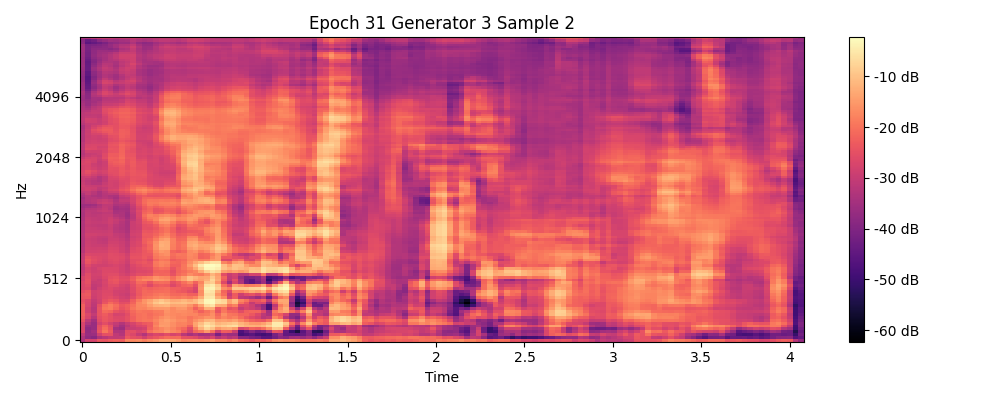 Epoch 31 Generator 3 Sample 2
Hz
4096
2048
1024
512
0
0 0.5 1 1.5 2 2.5 3 3.5 4
Time
-10 dB
-20 dB
-30 dB
-40 dB
-50 dB
-60 dB